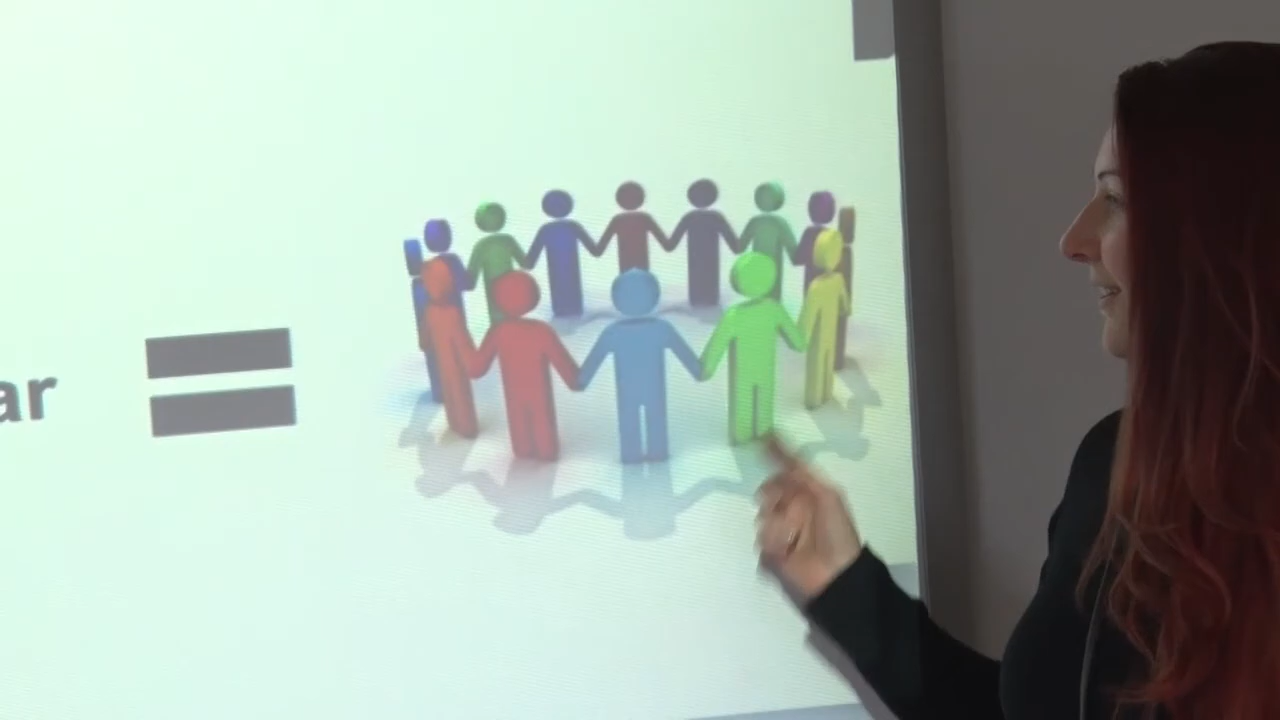 ar =